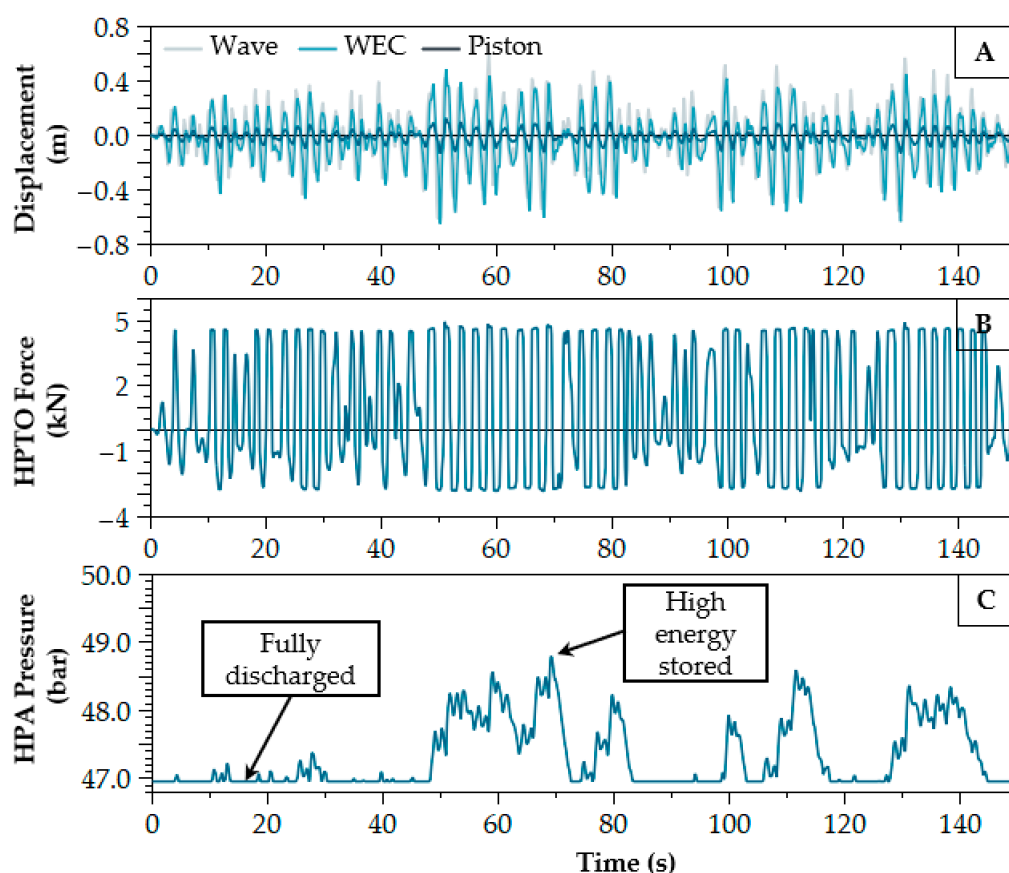 0.8
Wave WEC Piston
A
0.4
0.0
−0.4
−0.8
Displacement
(m)
0 20 40 60 80 100 120 140
5
B
2
−1
−4
HPTO Force
(kN)
0 20 40 60 80 100 120 140
50.0
C
49.0
48.0
47.0
HPA Pressure
(bar)
Fully
discharged
High
energy
stored
0 20 40 60 80 100 120 140
Time (s)